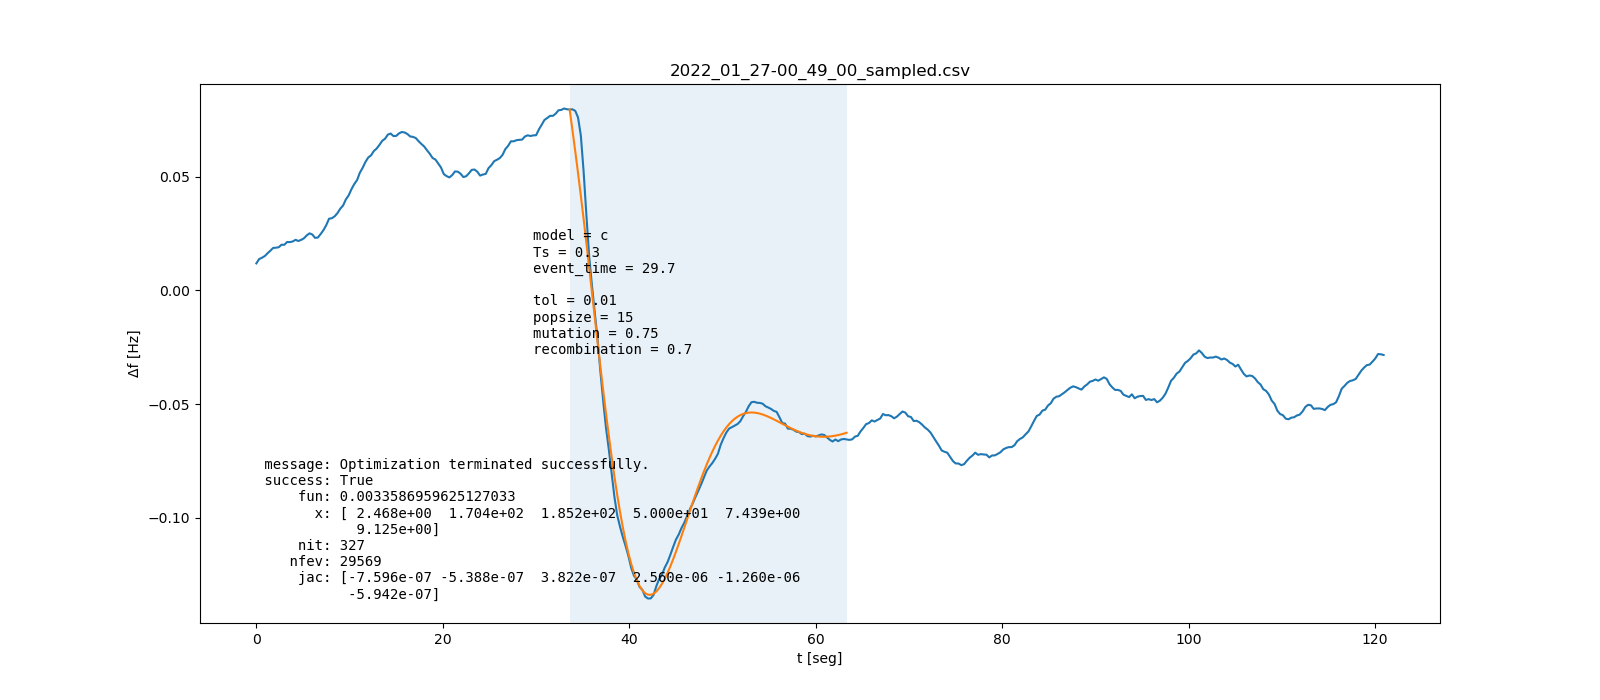 2022_01_27-00_49_00_sampled.csv
0.05
0.00
−0.05
−0.10
Δf [Hz]
model = c
Ts = 0.3
event_time = 29.7
tol = 0.01
popsize = 15
mutation = 0.75
recombination = 0.7
message: Optimization terminated successfully.
success: True
fun: 0.0033586959625127033
x: [ 2.468e+00  1.704e+02  1.852e+02  5.000e+01  7.439e+00
9.125e+00]
nit: 327
nfev: 29569
jac: [-7.596e-07 -5.388e-07  3.822e-07  2.560e-06 -1.260e-06
-5.942e-07]
0 20 40 60 80 100 120
t [seg]